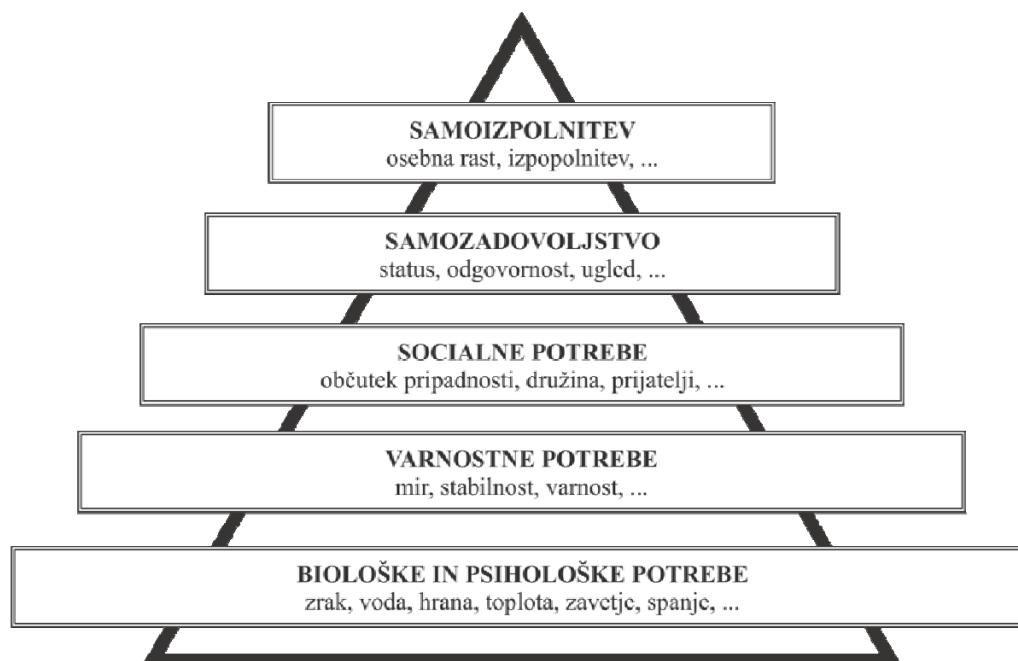 SAMOIZPOLNITEV
osebna rast, izpopolnitev, ...
SAMOZADOVOLJSTVO
status, odgovornost, ugled, ...
SOCIALNE POTREBE
občutek pripadnosti, družina, prijatelji, ...
VARNOSTNE POTREBE
mir, stabilnost, varnost, ...
BIOLOŠKE IN PSIHOLOŠKE POTREBE
zrak, voda, hrana, toplota, zavetje, spanje, ...